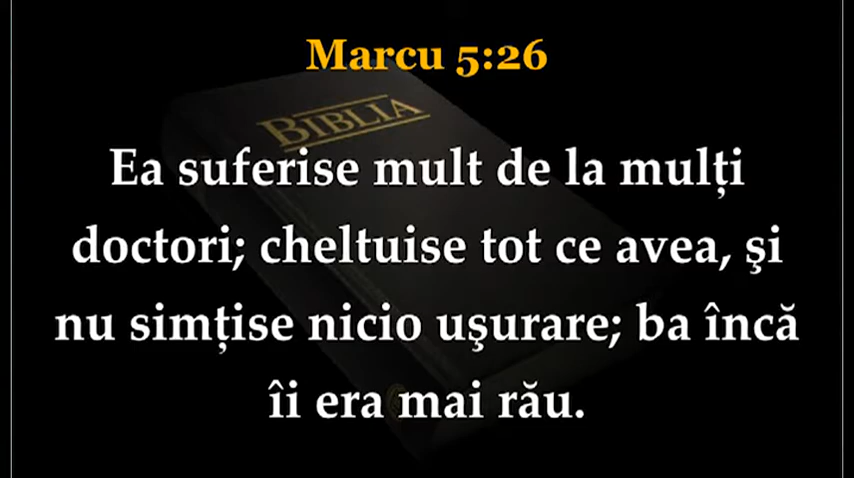 Marcu 5:26
BIBLIA
Ea suferise mult de la mulți
doctori; cheltuise tot ce avea, şi
nu simțise nicio uşurare; ba încă
îi era mai rău.